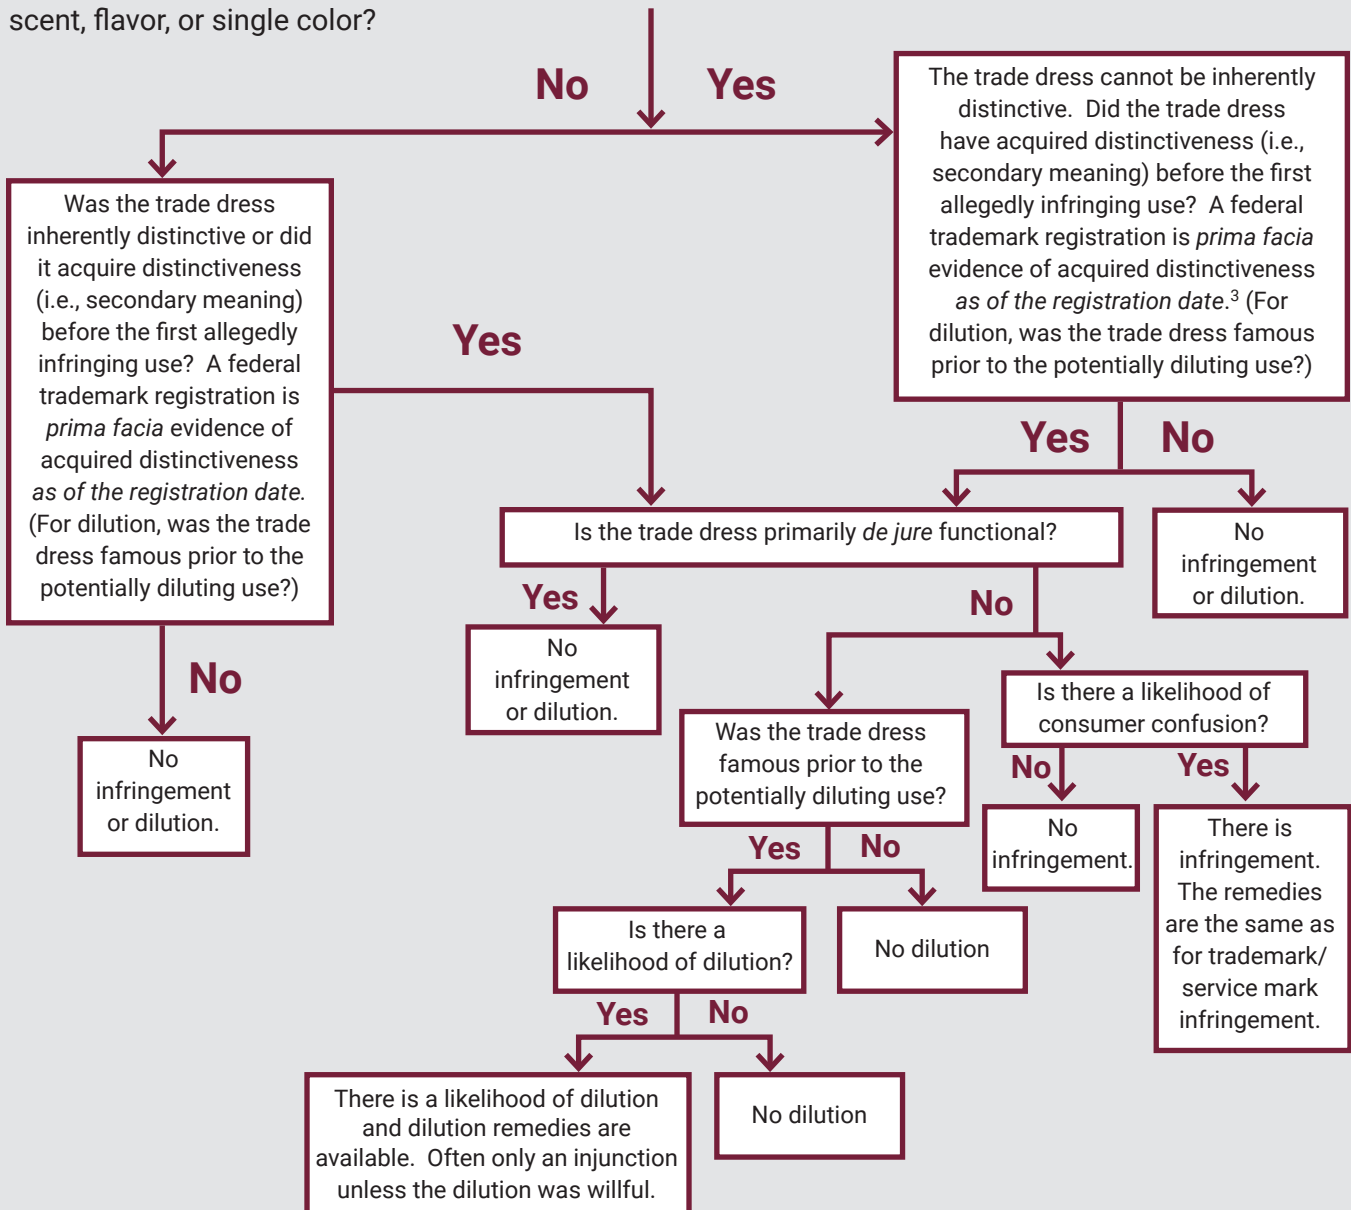 scent, flavor, or single color?
No
Yes
The trade dress cannot be inherently
distinctive. Did the trade dress
have acquired distinctiveness (i.e.,
secondary meaning) before the first
allegedly infringing use? A federal
trademark registration is prima facia
evidence of acquired distinctiveness
as of the registration date.³ (For
dilution, was the trade dress famous
prior to the potentially diluting use?)
Was the trade dress
inherently distinctive or did
it acquire distinctiveness
(i.e., secondary meaning)
before the first allegedly
infringing use? A federal
trademark registration is
prima facia evidence of
acquired distinctiveness
as of the registration date.
(For dilution, was the trade
dress famous prior to the
potentially diluting use?)
Yes
Yes
No
Is the trade dress primarily de jure functional?
No
infringement
or dilution.
Yes
No
No
infringement
or dilution.
No
No
infringement
or dilution.
Is there a likelihood of
consumer confusion?
Was the trade dress
famous prior to the
potentially diluting use?
No
Yes
No
infringement.
There is
infringement.
The remedies
are the same as
for trademark/
service mark
infringement.
Yes
No
Is there a
likelihood of dilution?
No dilution
Yes
No
There is a likelihood of dilution
and dilution remedies are
available. Often only an injunction
unless the dilution was willful.
No dilution